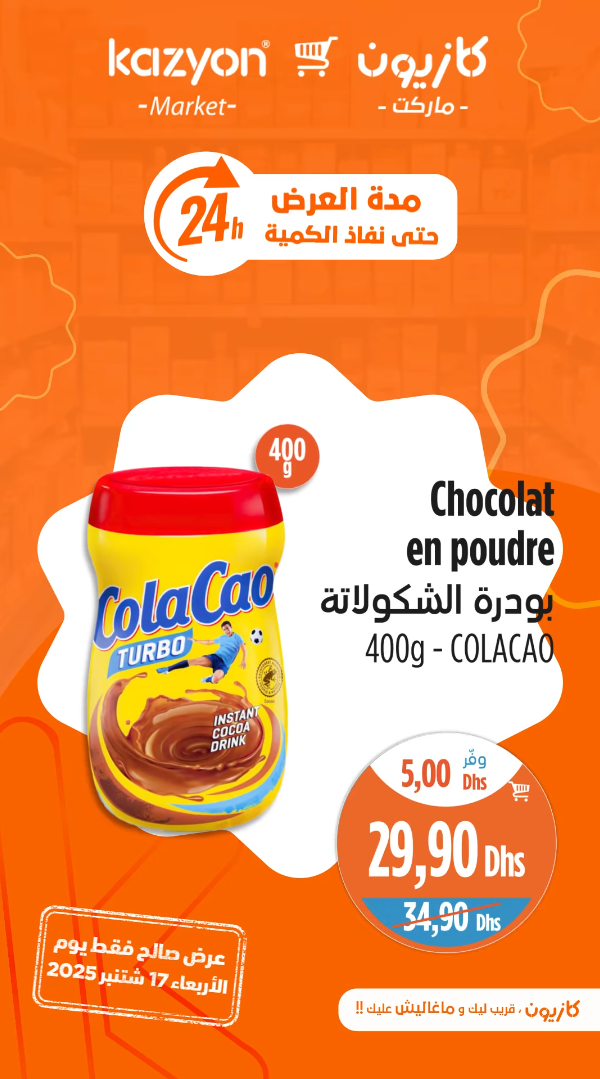 kazyon® كازيون
-Market- - ماركت -
24h
مدة العرض
حتى نفاذ الكمية
400
g
ColaCao
TURBO
INSTANT
COCOA
DRINK
Chocolat
en poudre
بودرة الشكولاتة
400g - COLACAO
5,00 وفّر
Dhs
29,90 Dhs
34,90 Dhs
عرض صالح فقط يوم
الأربعاء 17 شتنبر 2025
كازيون ، قريب ليك و ماغاليش عليك !!